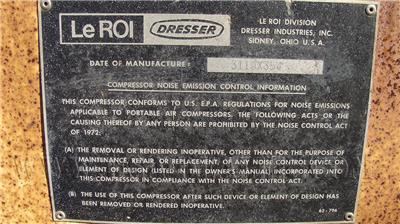 Le ROI DRESSER
LE ROI DIVISION
DRESSER INDUSTRIES, INC.
SIDNEY, OHIO U.S.A.
DATE OF MANUFACTURE:
COMPRESSOR NOISE EMISSION CONTROL INFORMATION
THIS COMPRESSOR CONFORMS TO U.S. E.P.A. REGULATIONS FOR NOISE EMISSIONS
APPLICABLE TO PORTABLE AIR COMPRESSORS. THE FOLLOWING ACTS OR THE
CAUSING THEREOF BY ANY PERSON ARE PROHIBITED BY THE NOISE CONTROL ACT
OF 1972:
(A) THE REMOVAL OR RENDERING INOPERATIVE, OTHER THAN FOR THE PURPOSE OF
MAINTENANCE, REPAIR, OR REPLACEMENT, OF ANY NOISE CONTROL DEVICE OR
ELEMENT OF DESIGN (LISTED IN THE OWNER'S MANUAL) INCORPORATED INTO
THIS COMPRESSOR IN COMPLIANCE WITH THE NOISE CONTROL ACT.
(B) THE USE OF THIS COMPRESSOR AFTER SUCH DEVICE OR ELEMENT OF DESIGN HAS
BEEN REMOVED OR RENDERED INOPERATIVE.
62-796